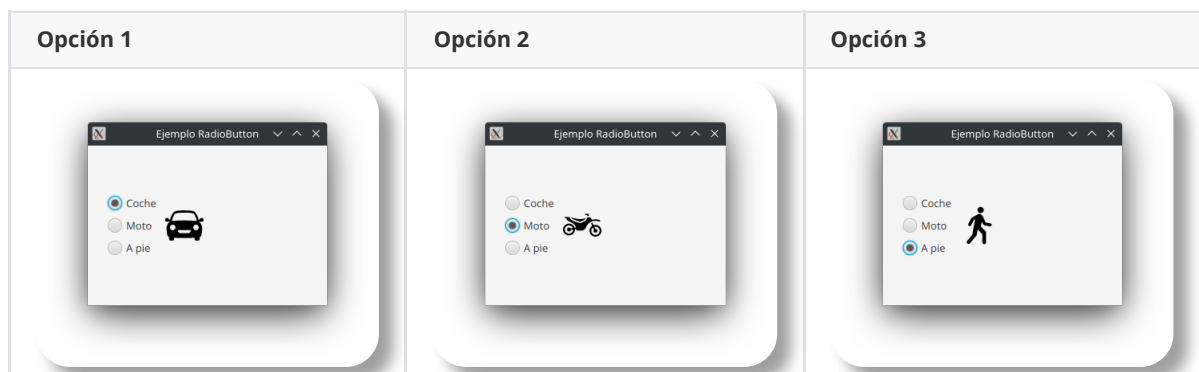 Opción 1
Opción 2
Opción 3
Ejemplo RadioButton
Coche
Moto
A pie
Ejemplo RadioButton
Coche
Moto
A pie
Ejemplo RadioButton
Coche
Moto
A pie